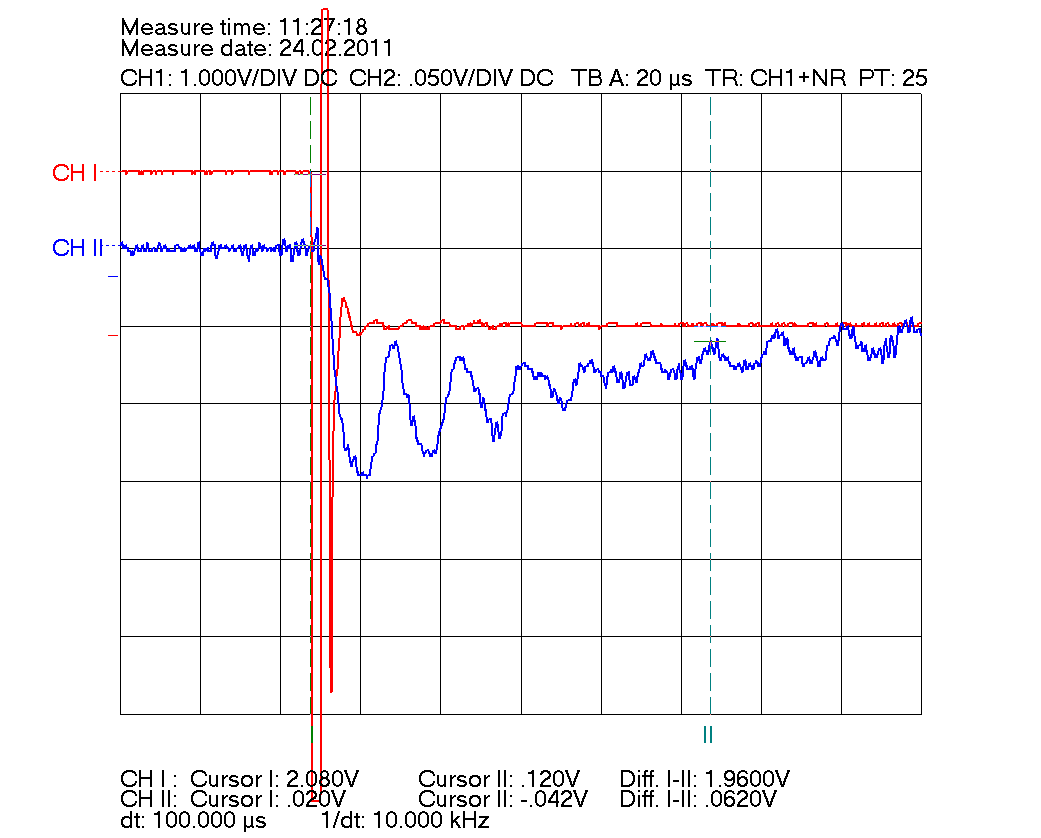 Measure time: 11:27:18
Measure date: 24.02.2011
CH1: 1.000V/DIV DC CH2: .050V/DIV DC TB A: 20 µs TR: CH1+NR PT: 25
CH I
CH II
II
CH I : Cursor I: 2.080V Cursor II: .120V Diff. I-II: 1.9600V
CH II: Cursor I: .020V Cursor II: -.042V Diff. I-II: .0620V
dt: 100.000 µs 1/dt: 10.000 kHz